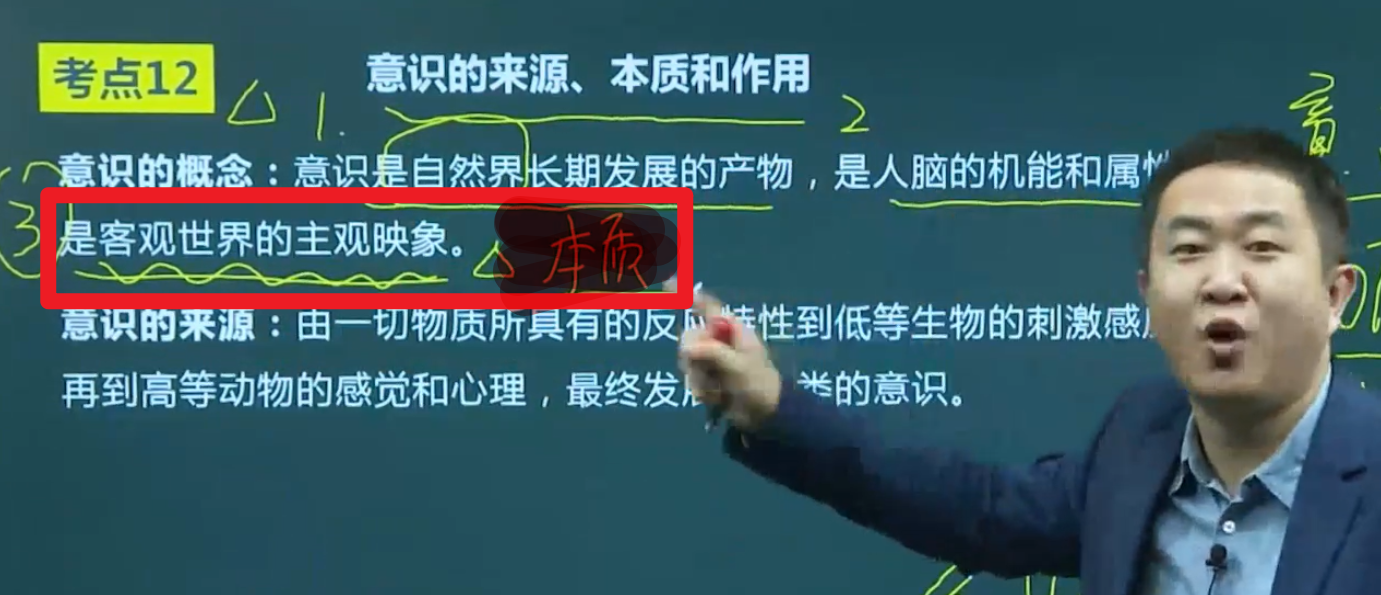 考点12
意识的来源、本质和作用
1.
2
意识的概念：意识是自然界长期发展的产物，是人脑的机能和属性
3
是客观世界的主观映象。
本质
意识的来源：由一切物质所具有的反应特性到低等生物的刺激感
再到高等动物的感觉和心理，最终发展 类的意识。